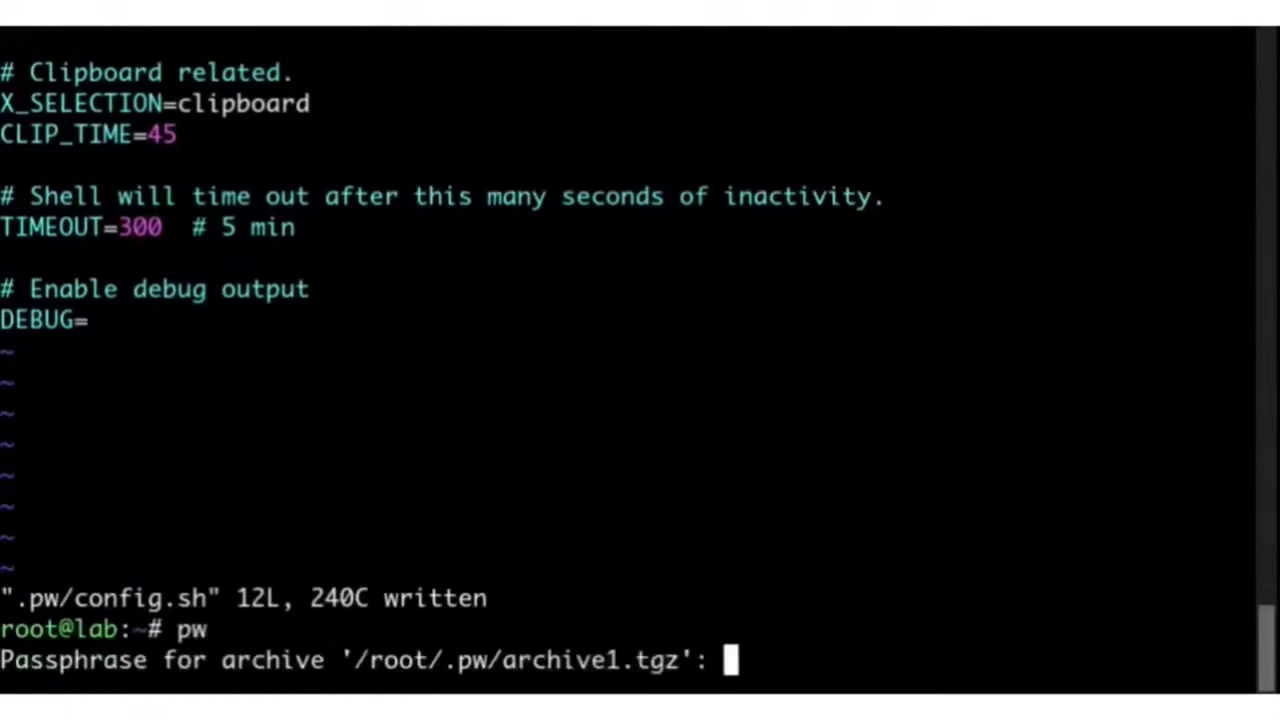 # Clipboard related.
X_SELECTION=clipboard
CLIP_TIME=45
# Shell will time out after this many seconds of inactivity.
TIMEOUT=300  # 5 min
# Enable debug output
DEBUG=
~
~
~
~
~
~
~
~
".pw/config.sh" 12L, 240C written
root@lab:~# pw
Passphrase for archive '/root/.pw/archive1.tgz':